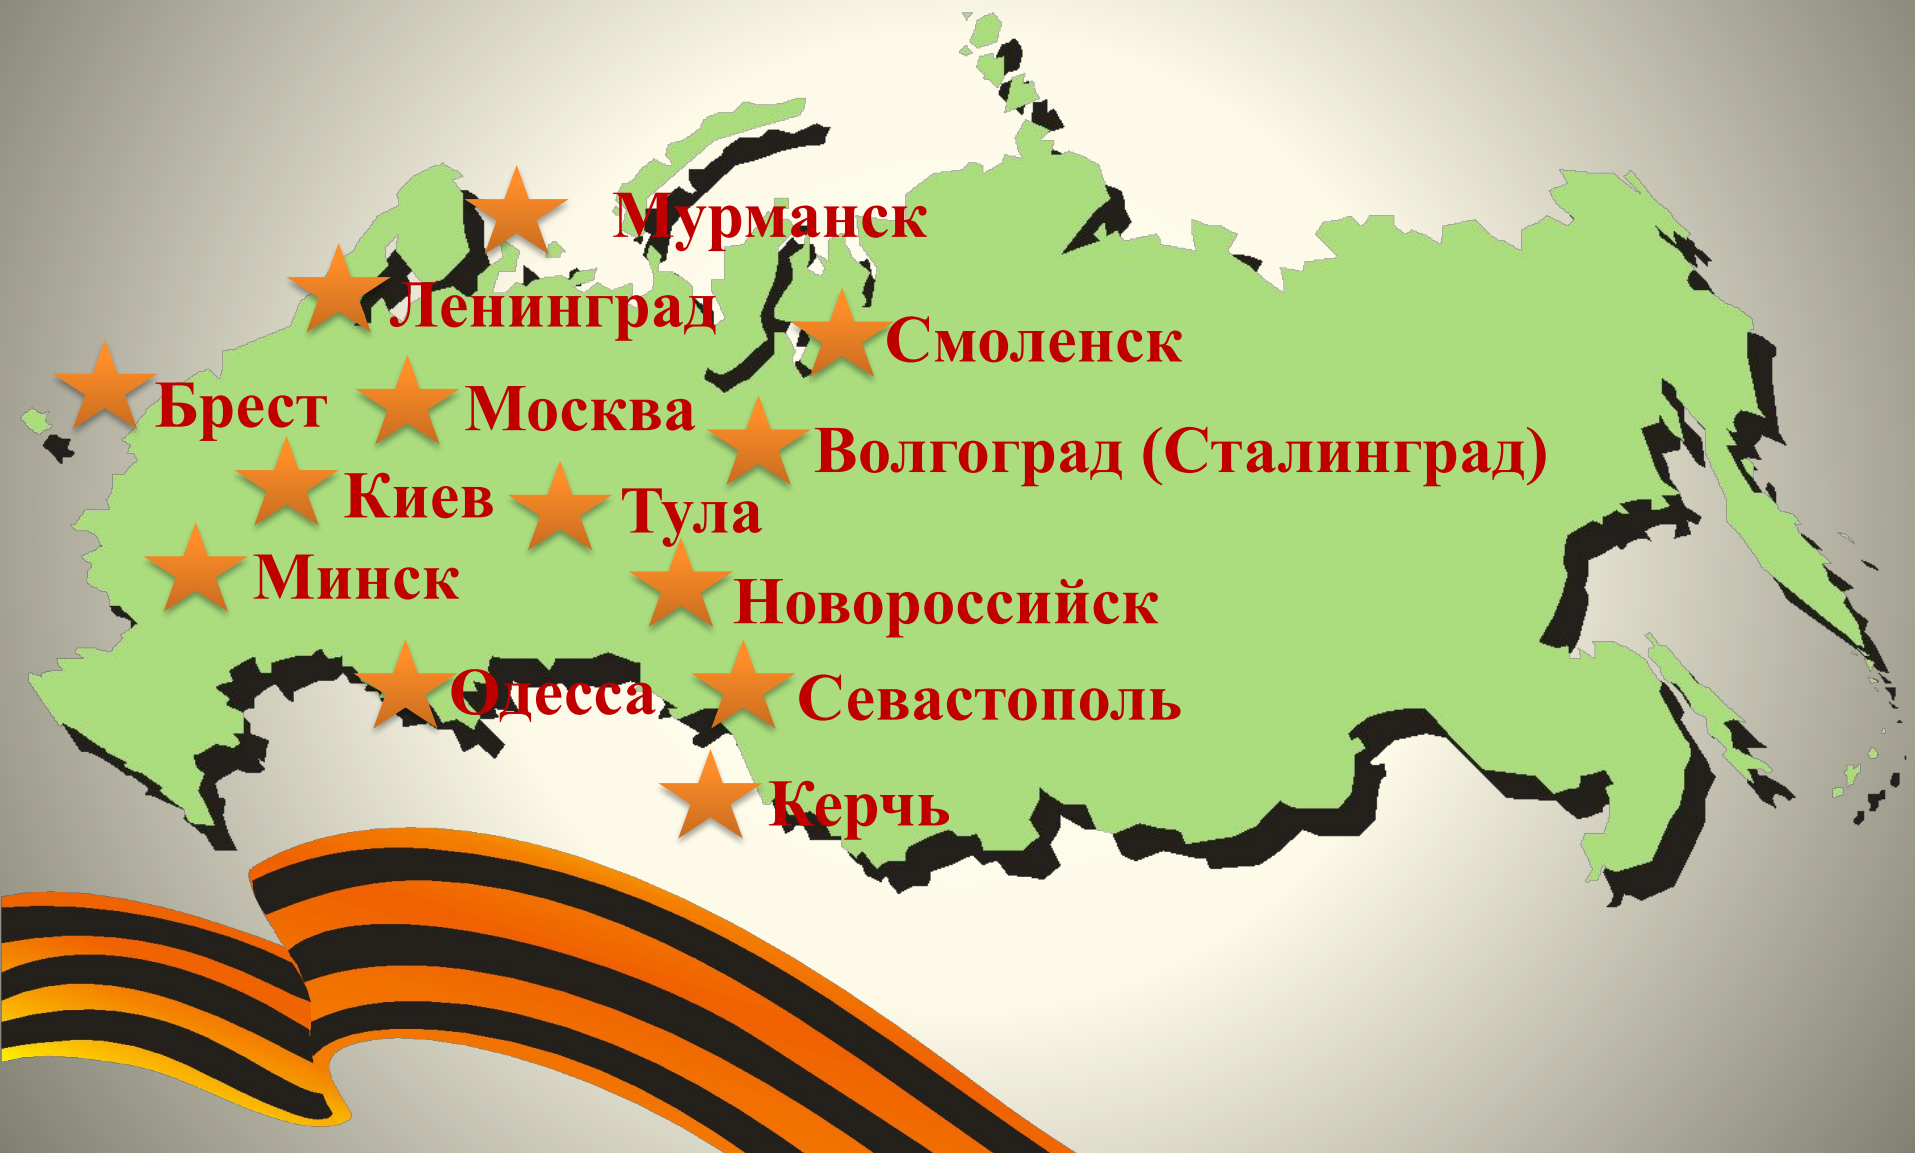 Мурманск
Ленинград
Смоленск
Брест
Москва
Волгоград (Сталинград)
Киев
Тула
Минск
Новороссийск
Одесса
Севастополь
Керчь